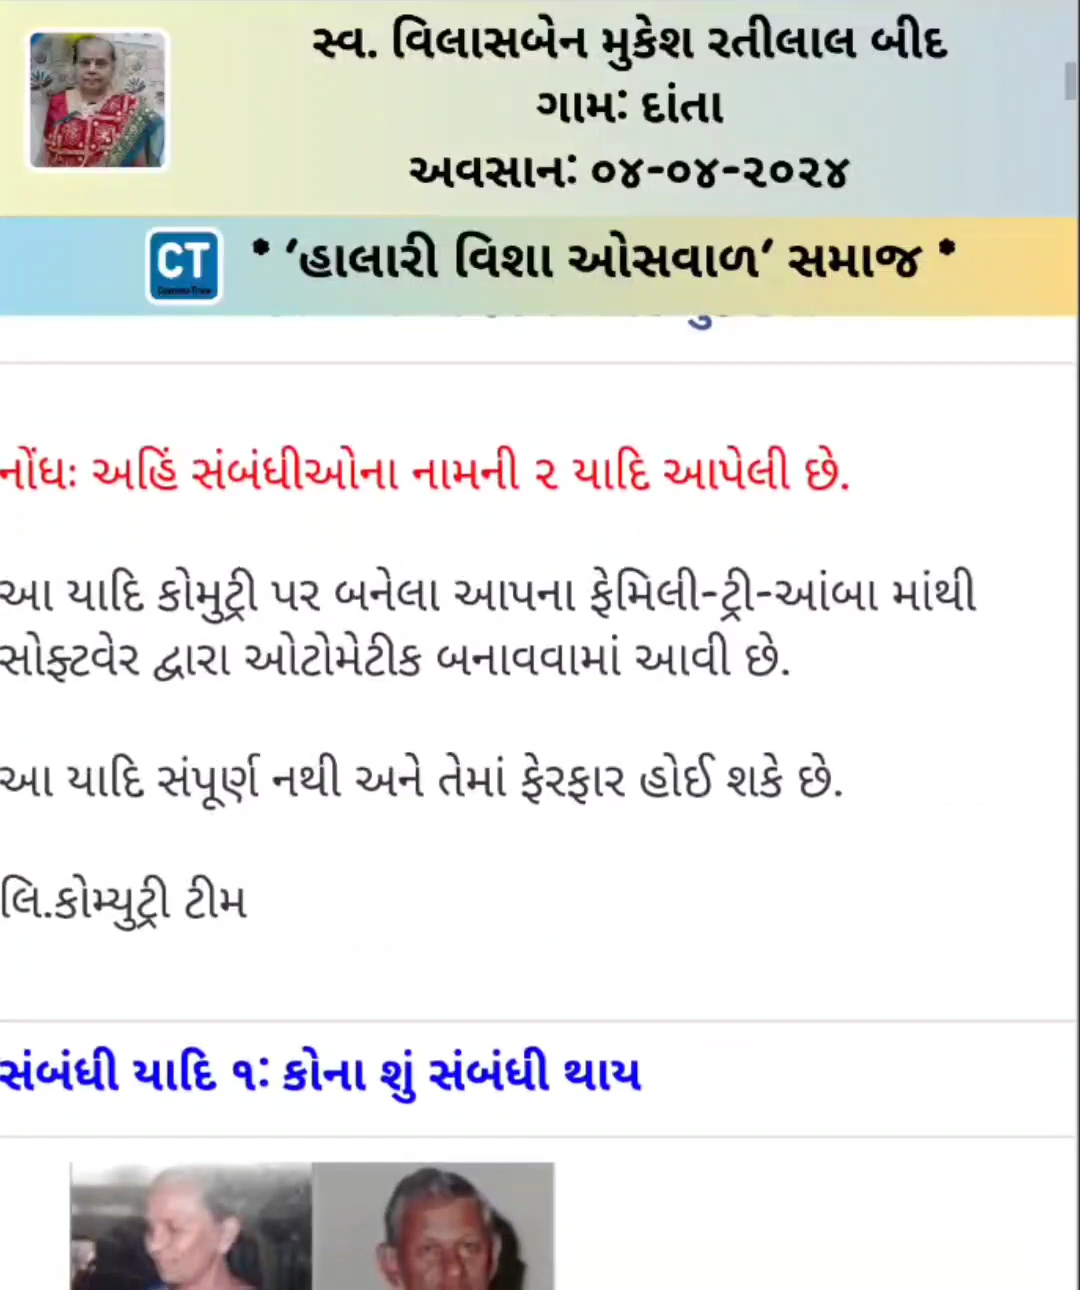 સ્વ. વિલાસબેન મુકેશ રતીલાલ બીદ
ગામઃ દાંતા
અવસાનઃ ૦૪-૦૪-૨૦૨૪
CT
* ‘હાલારી વિશા ઓસવાળ’ સમાજ *
નોંધઃ અહિં સંબંધીઓના નામની ૨ યાદિ આપેલી છે.
આ યાદિ કોમુટ્રી પર બનેલા આપના ફેમિલી-ટ્રી-આંબા માંથી
સોફ્ટવેર દ્વારા ઓટોમેટીક બનાવવામાં આવી છે.
આ યાદિ સંપૂર્ણ નથી અને તેમાં ફેરફાર હોઈ શકે છે.
લિ.કોમ્યુટ્રી ટીમ
સંબંધી યાદિ ૧ઃ કોના શું સંબંધી થાય